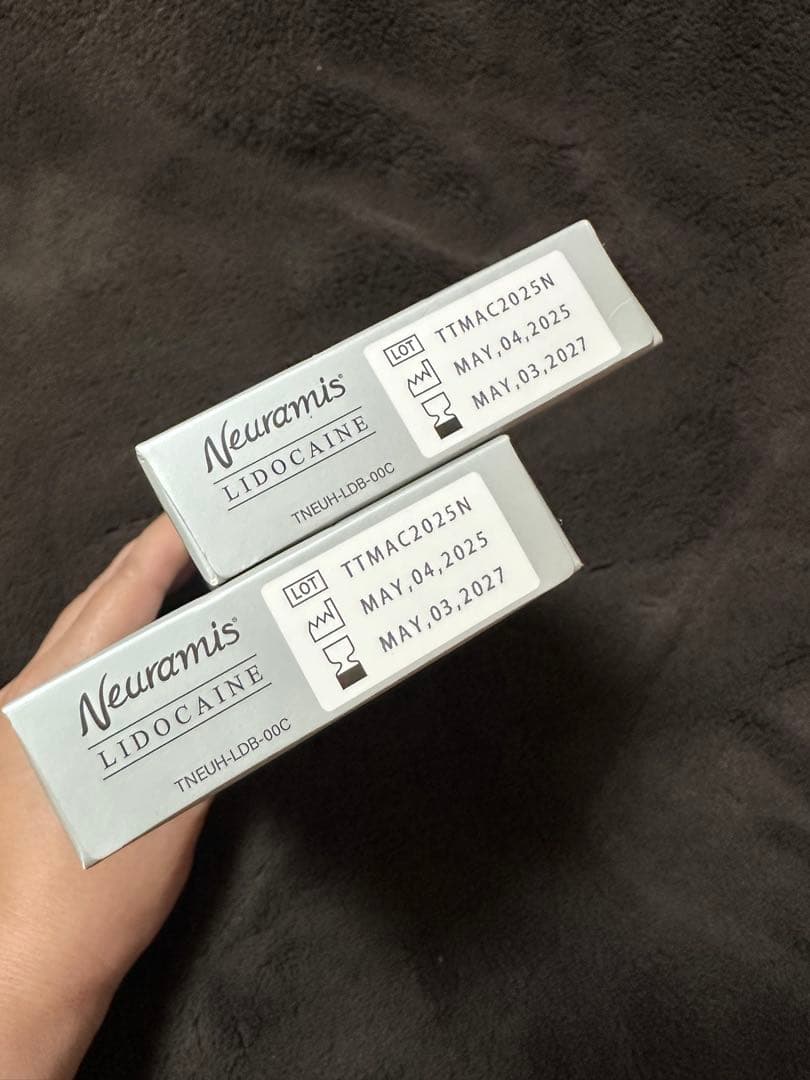 Neuramis®
LIDOCAINE
TNEUH-LDB-00C
LOT TTMAC2025N
MAY,04,2025
MAY,03,2027
Neuramis®
LIDOCAINE
TNEUH-LDB-00C
LOT TTMAC2025N
MAY,04,2025
MAY,03,2027